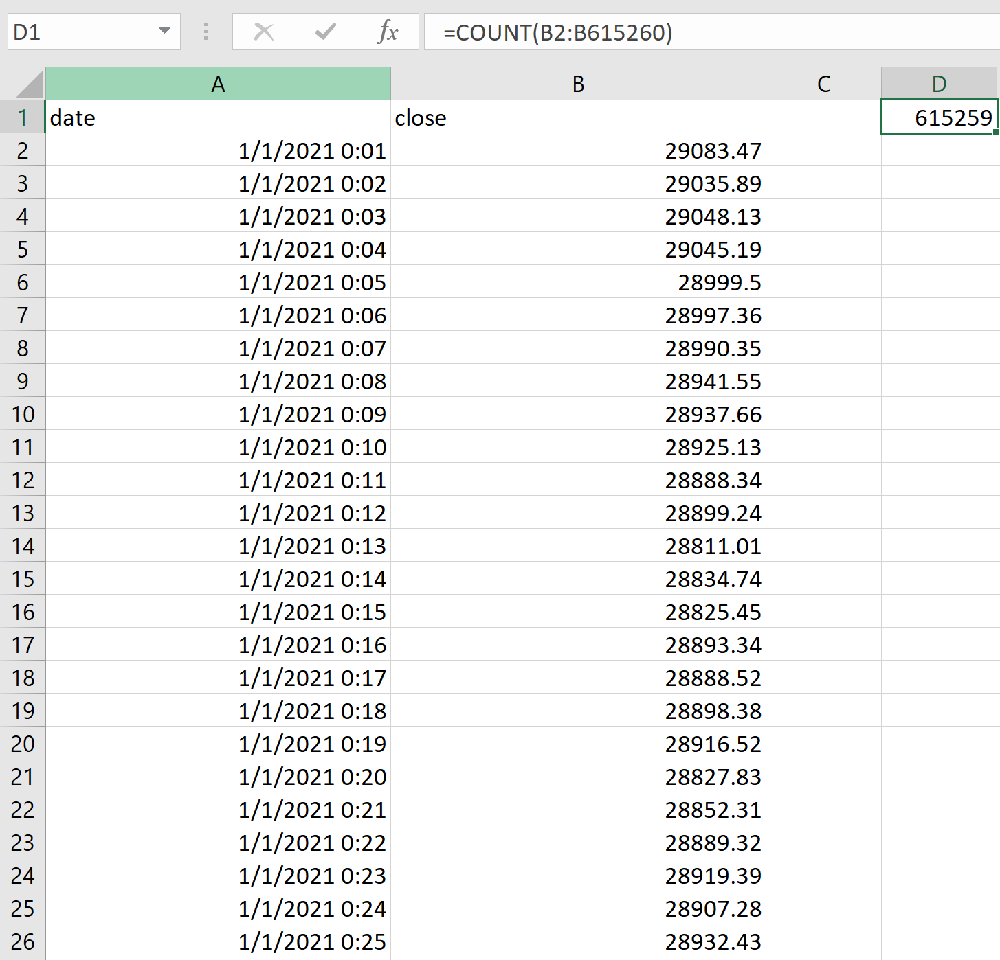 D1 fx =COUNT(B2:B615260)
A B C D
1 date close 615259
2 1/1/2021 0:01 29083.47
3 1/1/2021 0:02 29035.89
4 1/1/2021 0:03 29048.13
5 1/1/2021 0:04 29045.19
6 1/1/2021 0:05 28999.5
7 1/1/2021 0:06 28997.36
8 1/1/2021 0:07 28990.35
9 1/1/2021 0:08 28941.55
10 1/1/2021 0:09 28937.66
11 1/1/2021 0:10 28925.13
12 1/1/2021 0:11 28888.34
13 1/1/2021 0:12 28899.24
14 1/1/2021 0:13 28811.01
15 1/1/2021 0:14 28834.74
16 1/1/2021 0:15 28825.45
17 1/1/2021 0:16 28893.34
18 1/1/2021 0:17 28888.52
19 1/1/2021 0:18 28898.38
20 1/1/2021 0:19 28916.52
21 1/1/2021 0:20 28827.83
22 1/1/2021 0:21 28852.31
23 1/1/2021 0:22 28889.32
24 1/1/2021 0:23 28919.39
25 1/1/2021 0:24 28907.28
26 1/1/2021 0:25 28932.43